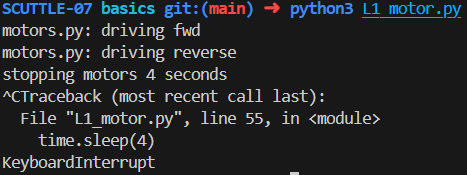 SCUTTLE-07 basics git:(main) ➜ python3 L1_motor.py
motors.py: driving fwd
motors.py: driving reverse
stopping motors 4 seconds
^CTraceback (most recent call last):
  File "L1_motor.py", line 55, in <module>
    time.sleep(4)
KeyboardInterrupt